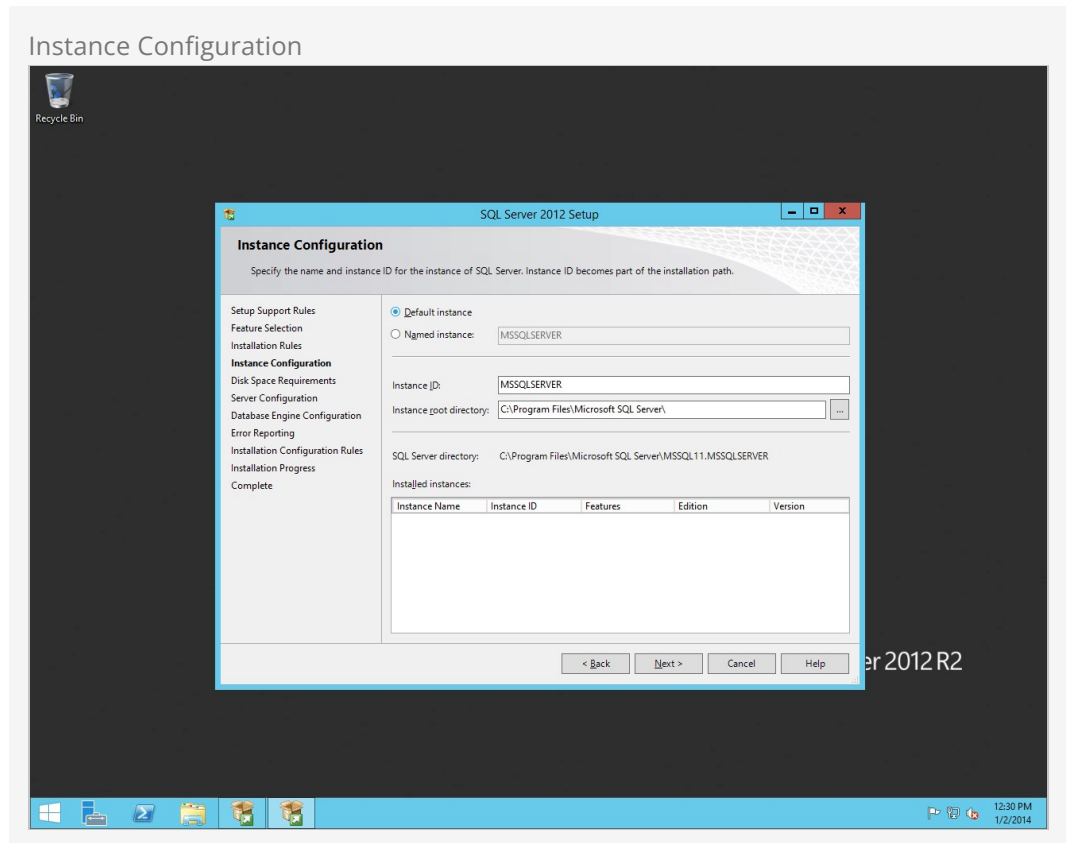 Instance Configuration
Recycle Bin
SQL Server 2012 Setup
Instance Configuration
Specify the name and instance ID for the instance of SQL Server. Instance ID becomes part of the installation path.
Setup Support Rules
Feature Selection
Installation Rules
Instance Configuration
Disk Space Requirements
Server Configuration
Database Engine Configuration
Error Reporting
Installation Configuration Rules
Installation Progress
Complete
Default instance
Named instance: MSSQLSERVER
Instance ID: MSSQLSERVER
Instance root directory: C:\Program Files\Microsoft SQL Server\ ...
SQL Server directory: C:\Program Files\Microsoft SQL Server\MSSQL11.MSSQLSERVER
Installed instances:
Instance Name Instance ID Features Edition Version
< Back Next > Cancel Help
er 2012 R2
12:30 PM
1/2/2014